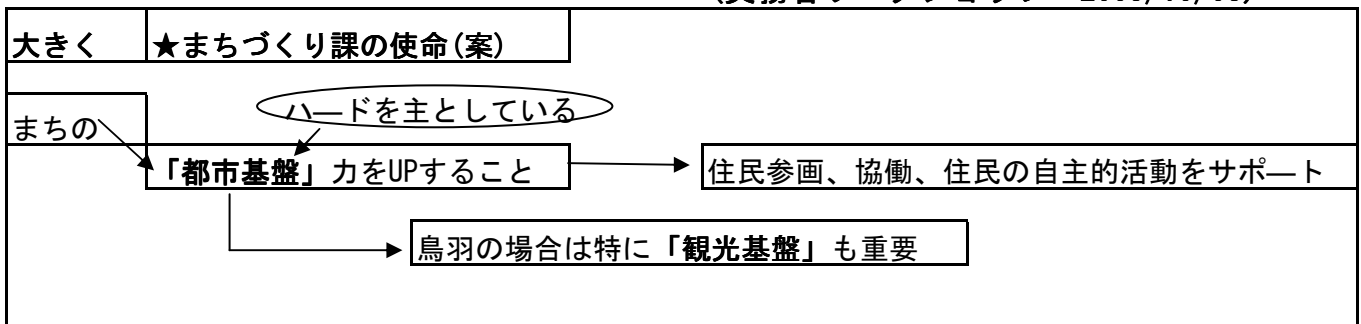 大きく
★まちづくり課の使命(案)
ハ―ドを主としている
まちの
「都市基盤」力をUPすること
住民参画、協働、住民の自主的活動をサポ―ト
鳥羽の場合は特に「観光基盤」も重要